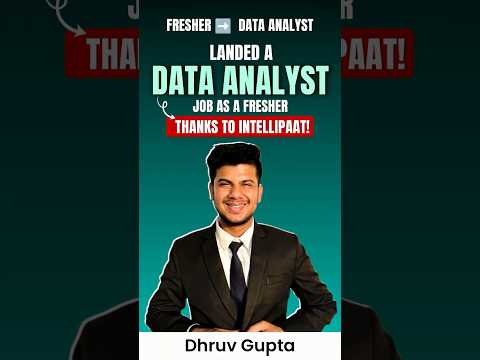 FRESHER ➡ DATA ANALYST
LANDED A
DATA ANALYST
JOB AS A FRESHER
THANKS TO INTELLIPAAT!
Dhruv Gupta